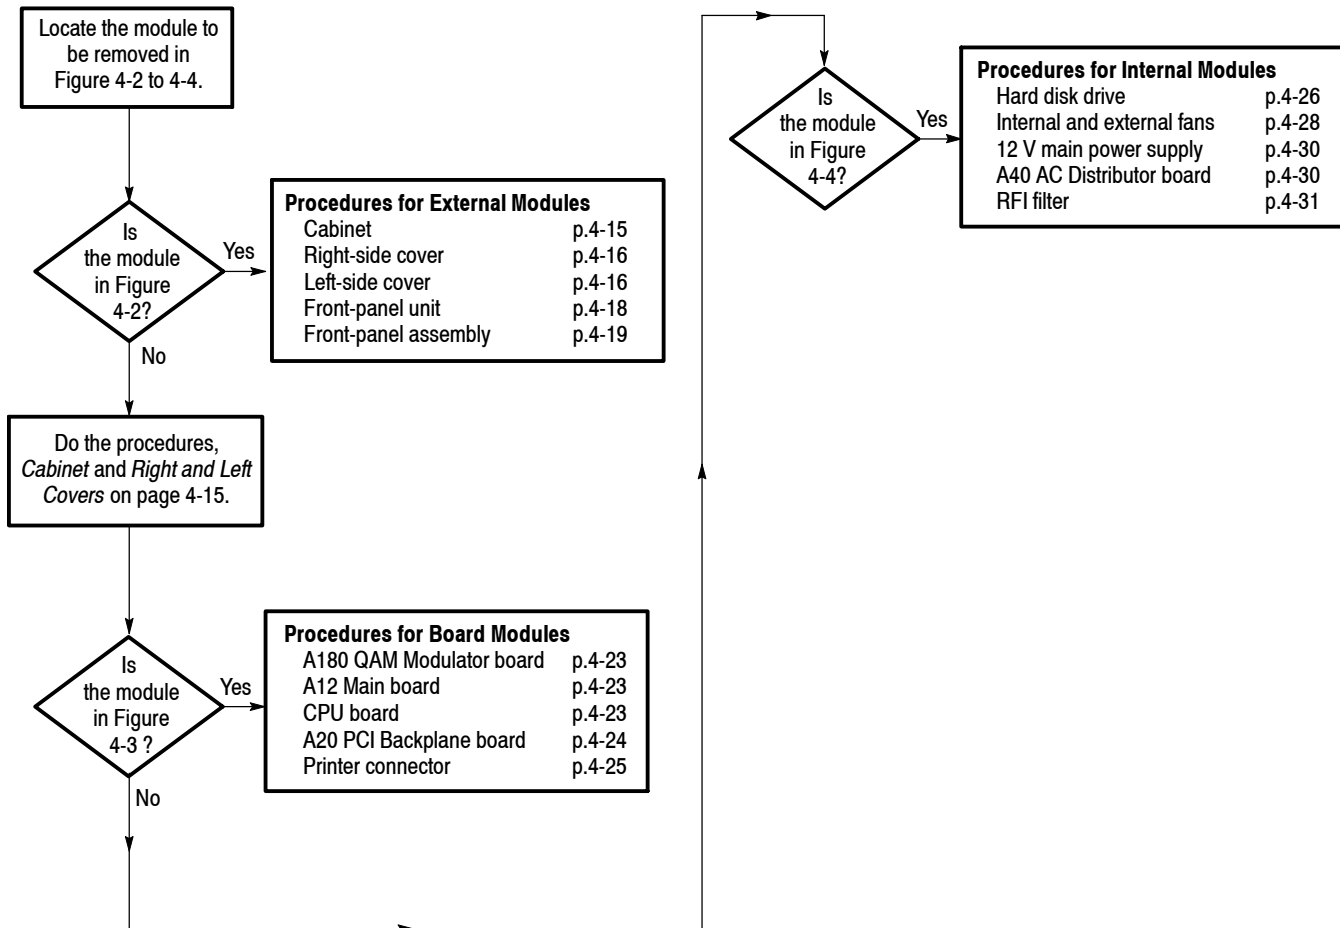 Locate the module to
be removed in
Figure 4-2 to 4-4.
Is
the module
in Figure
4-2?
Yes
Procedures for External Modules
Cabinet p.4-15
Right-side cover p.4-16
Left-side cover p.4-16
Front-panel unit p.4-18
Front-panel assembly p.4-19
No
Do the procedures,
Cabinet and Right and Left
Covers on page 4-15.
Is
the module
in Figure
4-3 ?
Yes
Procedures for Board Modules
A180 QAM Modulator board p.4-23
A12 Main board p.4-23
CPU board p.4-23
A20 PCI Backplane board p.4-24
Printer connector p.4-25
No
Is
the module
in Figure
4-4?
Yes
Procedures for Internal Modules
Hard disk drive p.4-26
Internal and external fans p.4-28
12 V main power supply p.4-30
A40 AC Distributor board p.4-30
RFI filter p.4-31